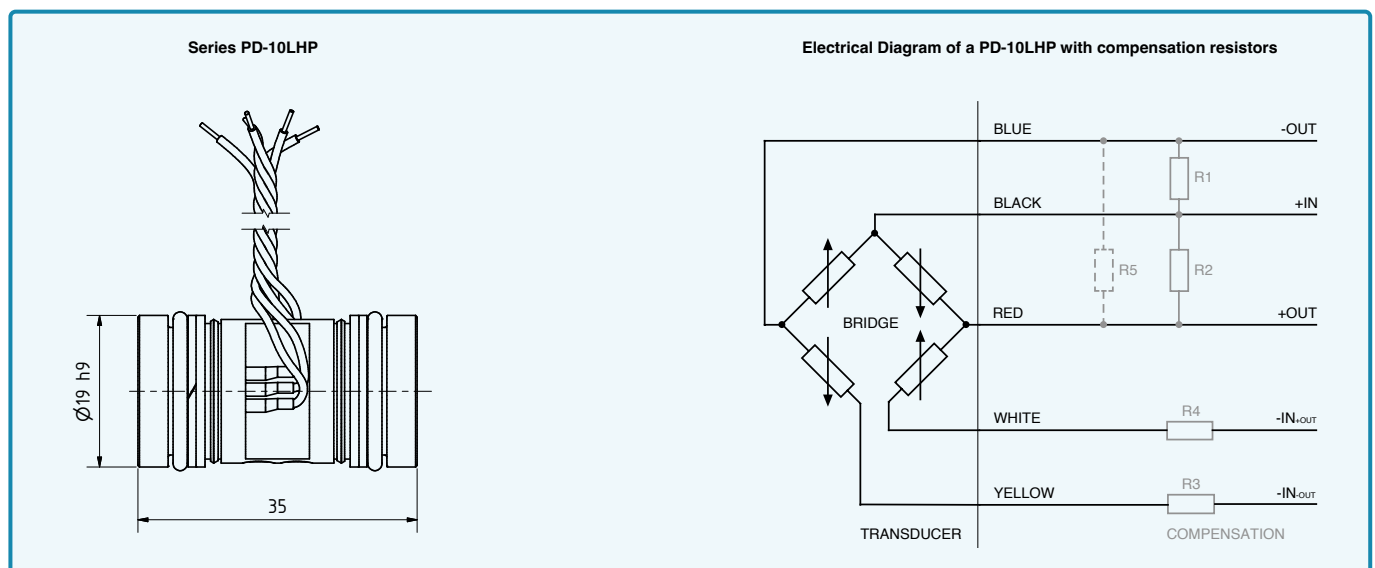 Series PD-10LHP
Ø19 h9
35
Electrical Diagram of a PD-10LHP with compensation resistors
BLUE -OUT
R1
BLACK +IN
R5 R2
BRIDGE
RED +OUT
WHITE R4 -IN+OUT
YELLOW R3 -IN-OUT
TRANSDUCER COMPENSATION